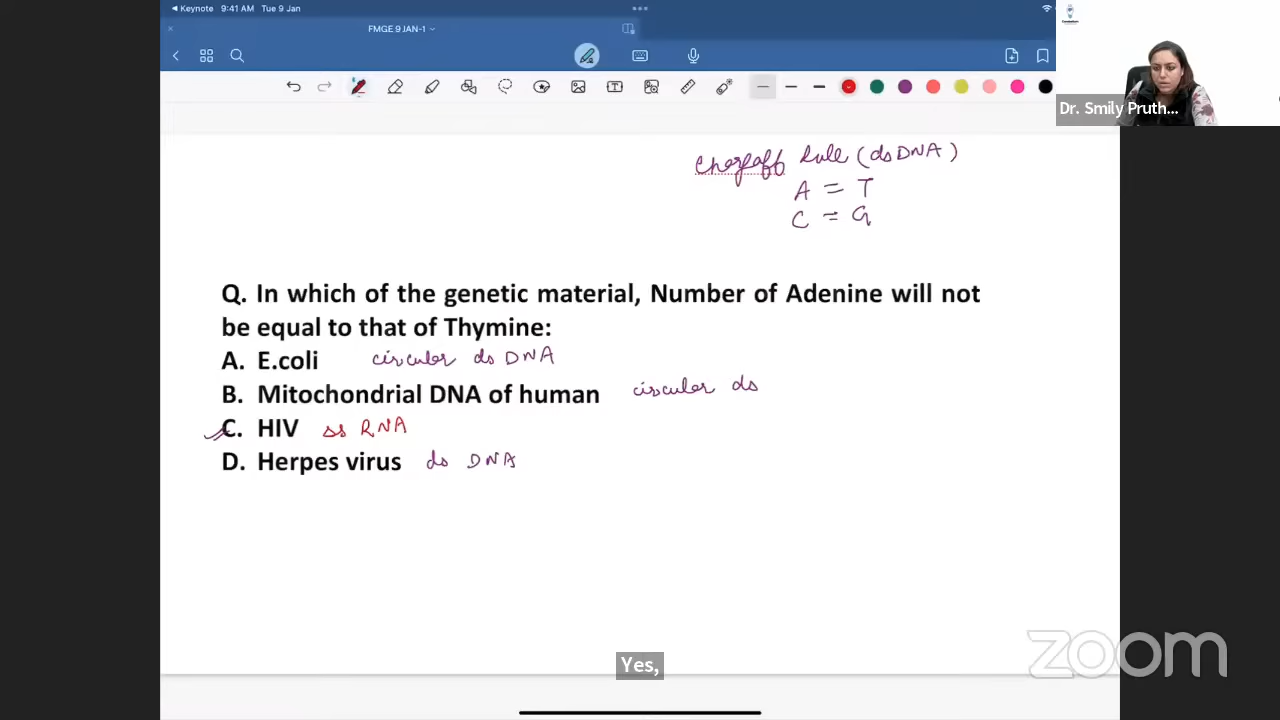 Keynote 9:41 AM Tue 9 Jan
FMGE 9 JAN-1
Dr. Smily Pruth...
Chargaff Rule (dsDNA)
A = T
C = G
Q. In which of the genetic material, Number of Adenine will not
be equal to that of Thymine:
A. E.coli circular ds DNA
B. Mitochondrial DNA of human circular ds
C. HIV ss RNA
D. Herpes virus ds DNA
zoom
Yes,